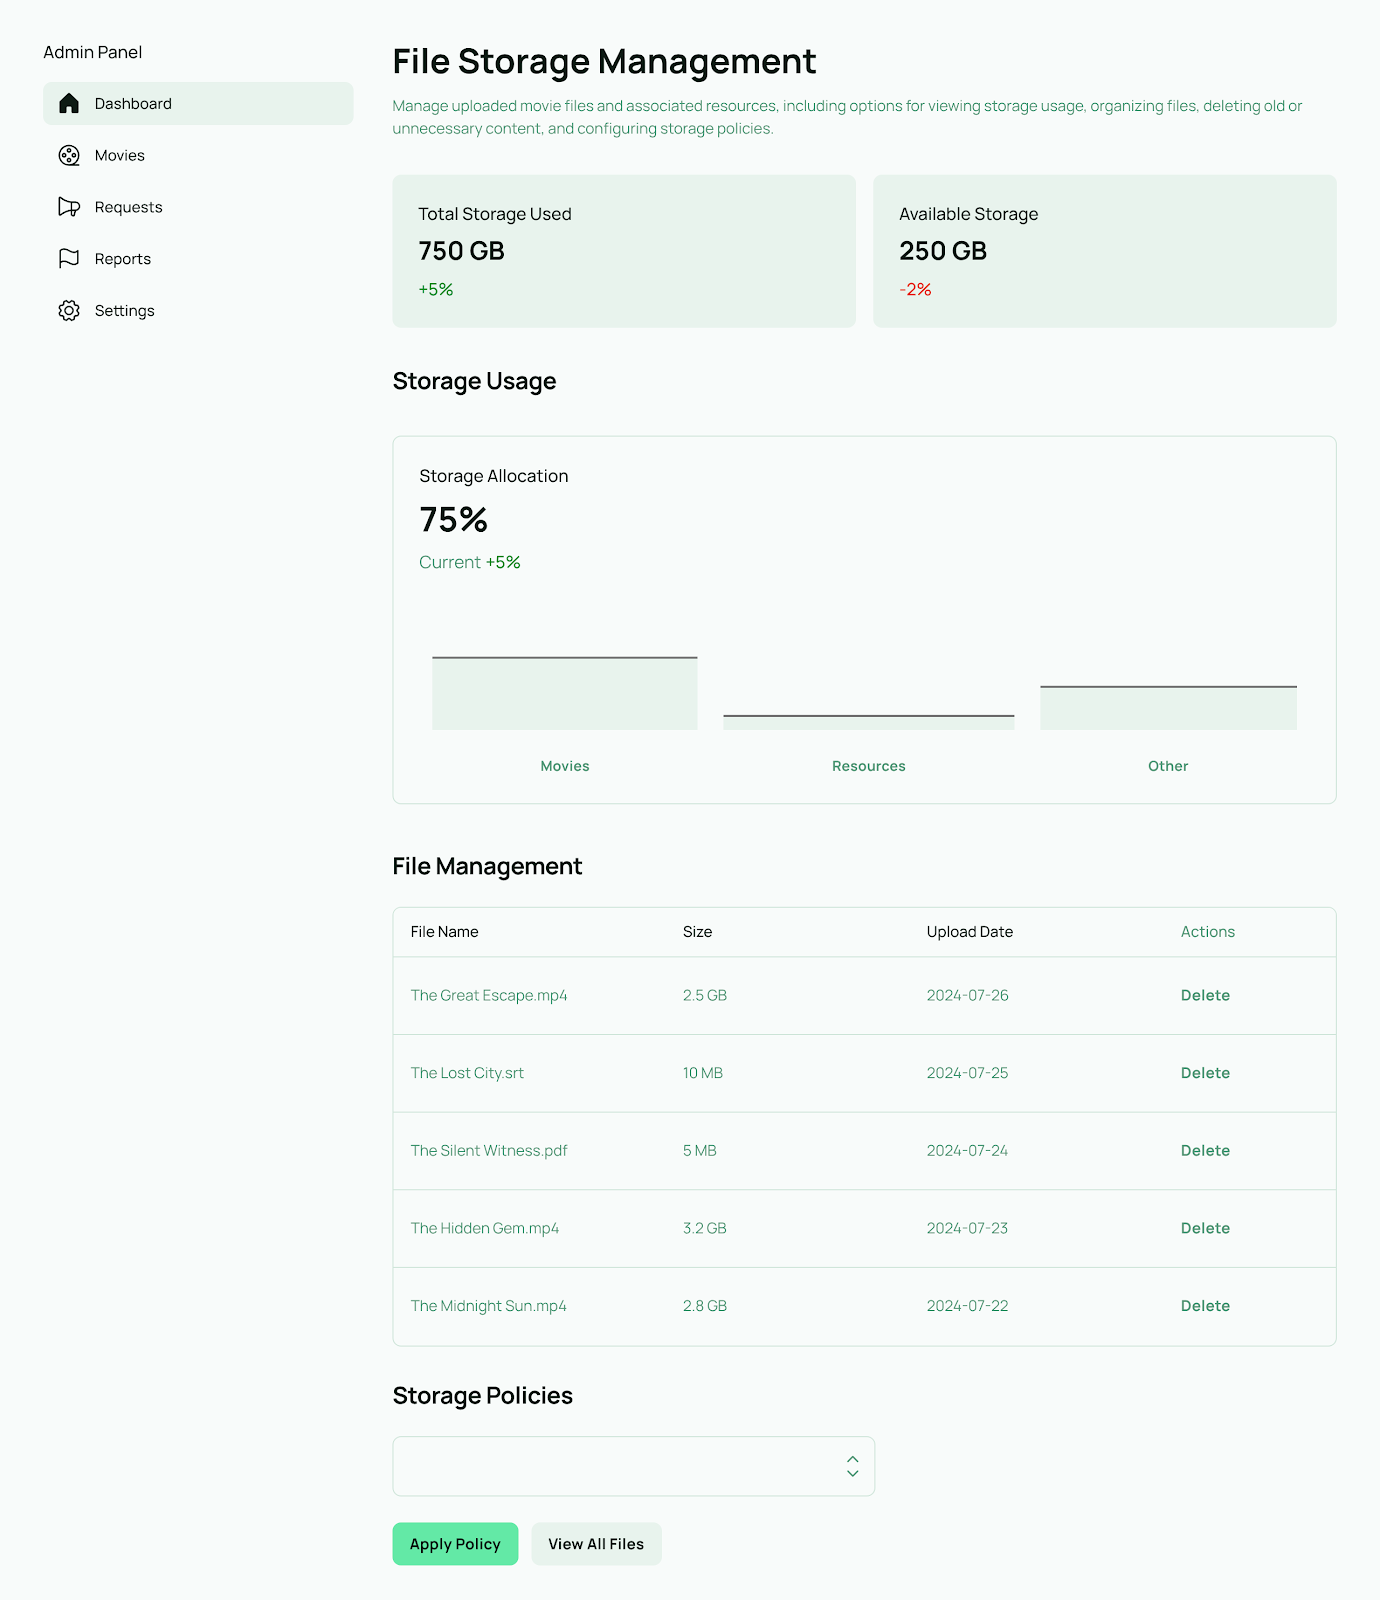 Admin Panel
Dashboard
Movies
Requests
Reports
Settings
File Storage Management
Manage uploaded movie files and associated resources, including options for viewing storage usage, organizing files, deleting old or
unnecessary content, and configuring storage policies.
Total Storage Used
750 GB
+5%
Available Storage
250 GB
-2%
Storage Usage
Storage Allocation
75%
Current +5%
Movies Resources Other
File Management
File Name Size Upload Date Actions
The Great Escape.mp4 2.5 GB 2024-07-26 Delete
The Lost City.srt 10 MB 2024-07-25 Delete
The Silent Witness.pdf 5 MB 2024-07-24 Delete
The Hidden Gem.mp4 3.2 GB 2024-07-23 Delete
The Midnight Sun.mp4 2.8 GB 2024-07-22 Delete
Storage Policies
Apply Policy View All Files